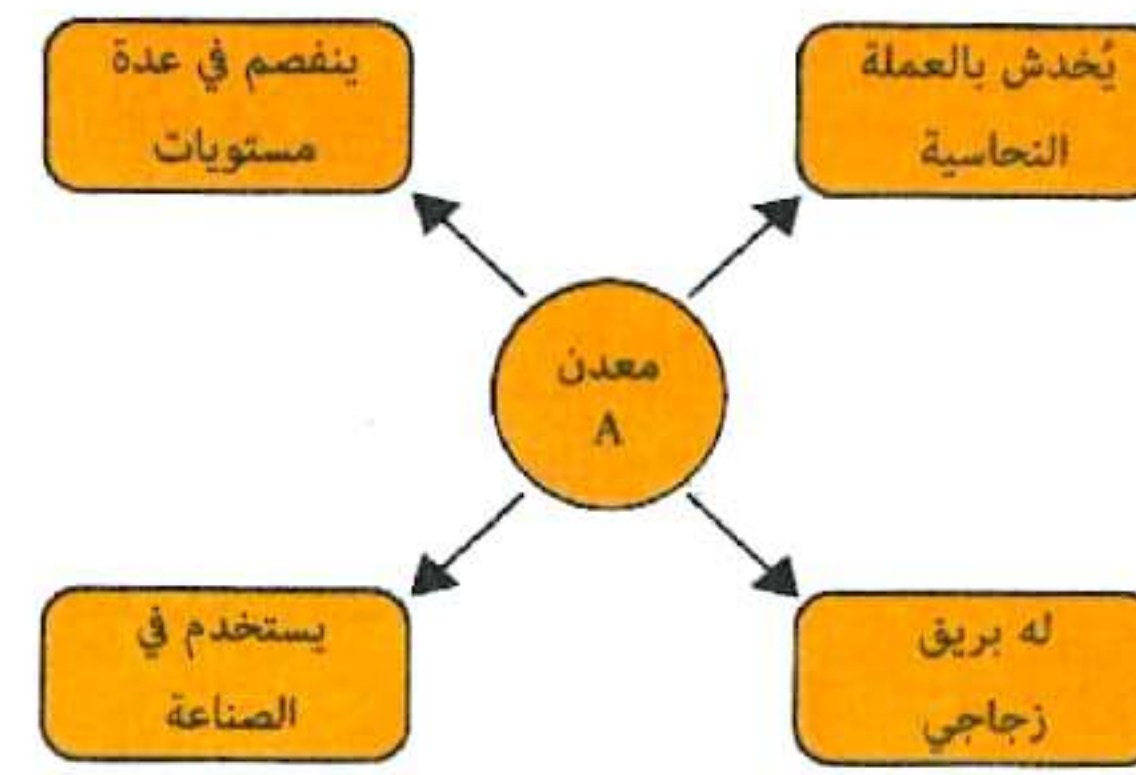 يُخدش بالعملة
النحاسية
ينفصم في عدة
مستويات
معدن
A
له بريق
زجاجي
يستخدم في
الصناعة